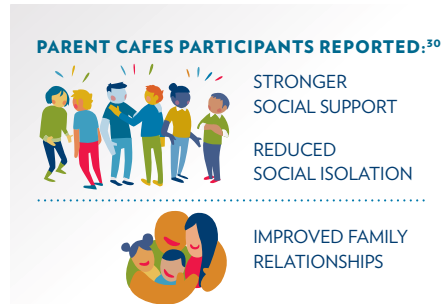 PARENT CAFES PARTICIPANTS REPORTED:30
STRONGER
SOCIAL SUPPORT
REDUCED
SOCIAL ISOLATION
IMPROVED FAMILY
RELATIONSHIPS